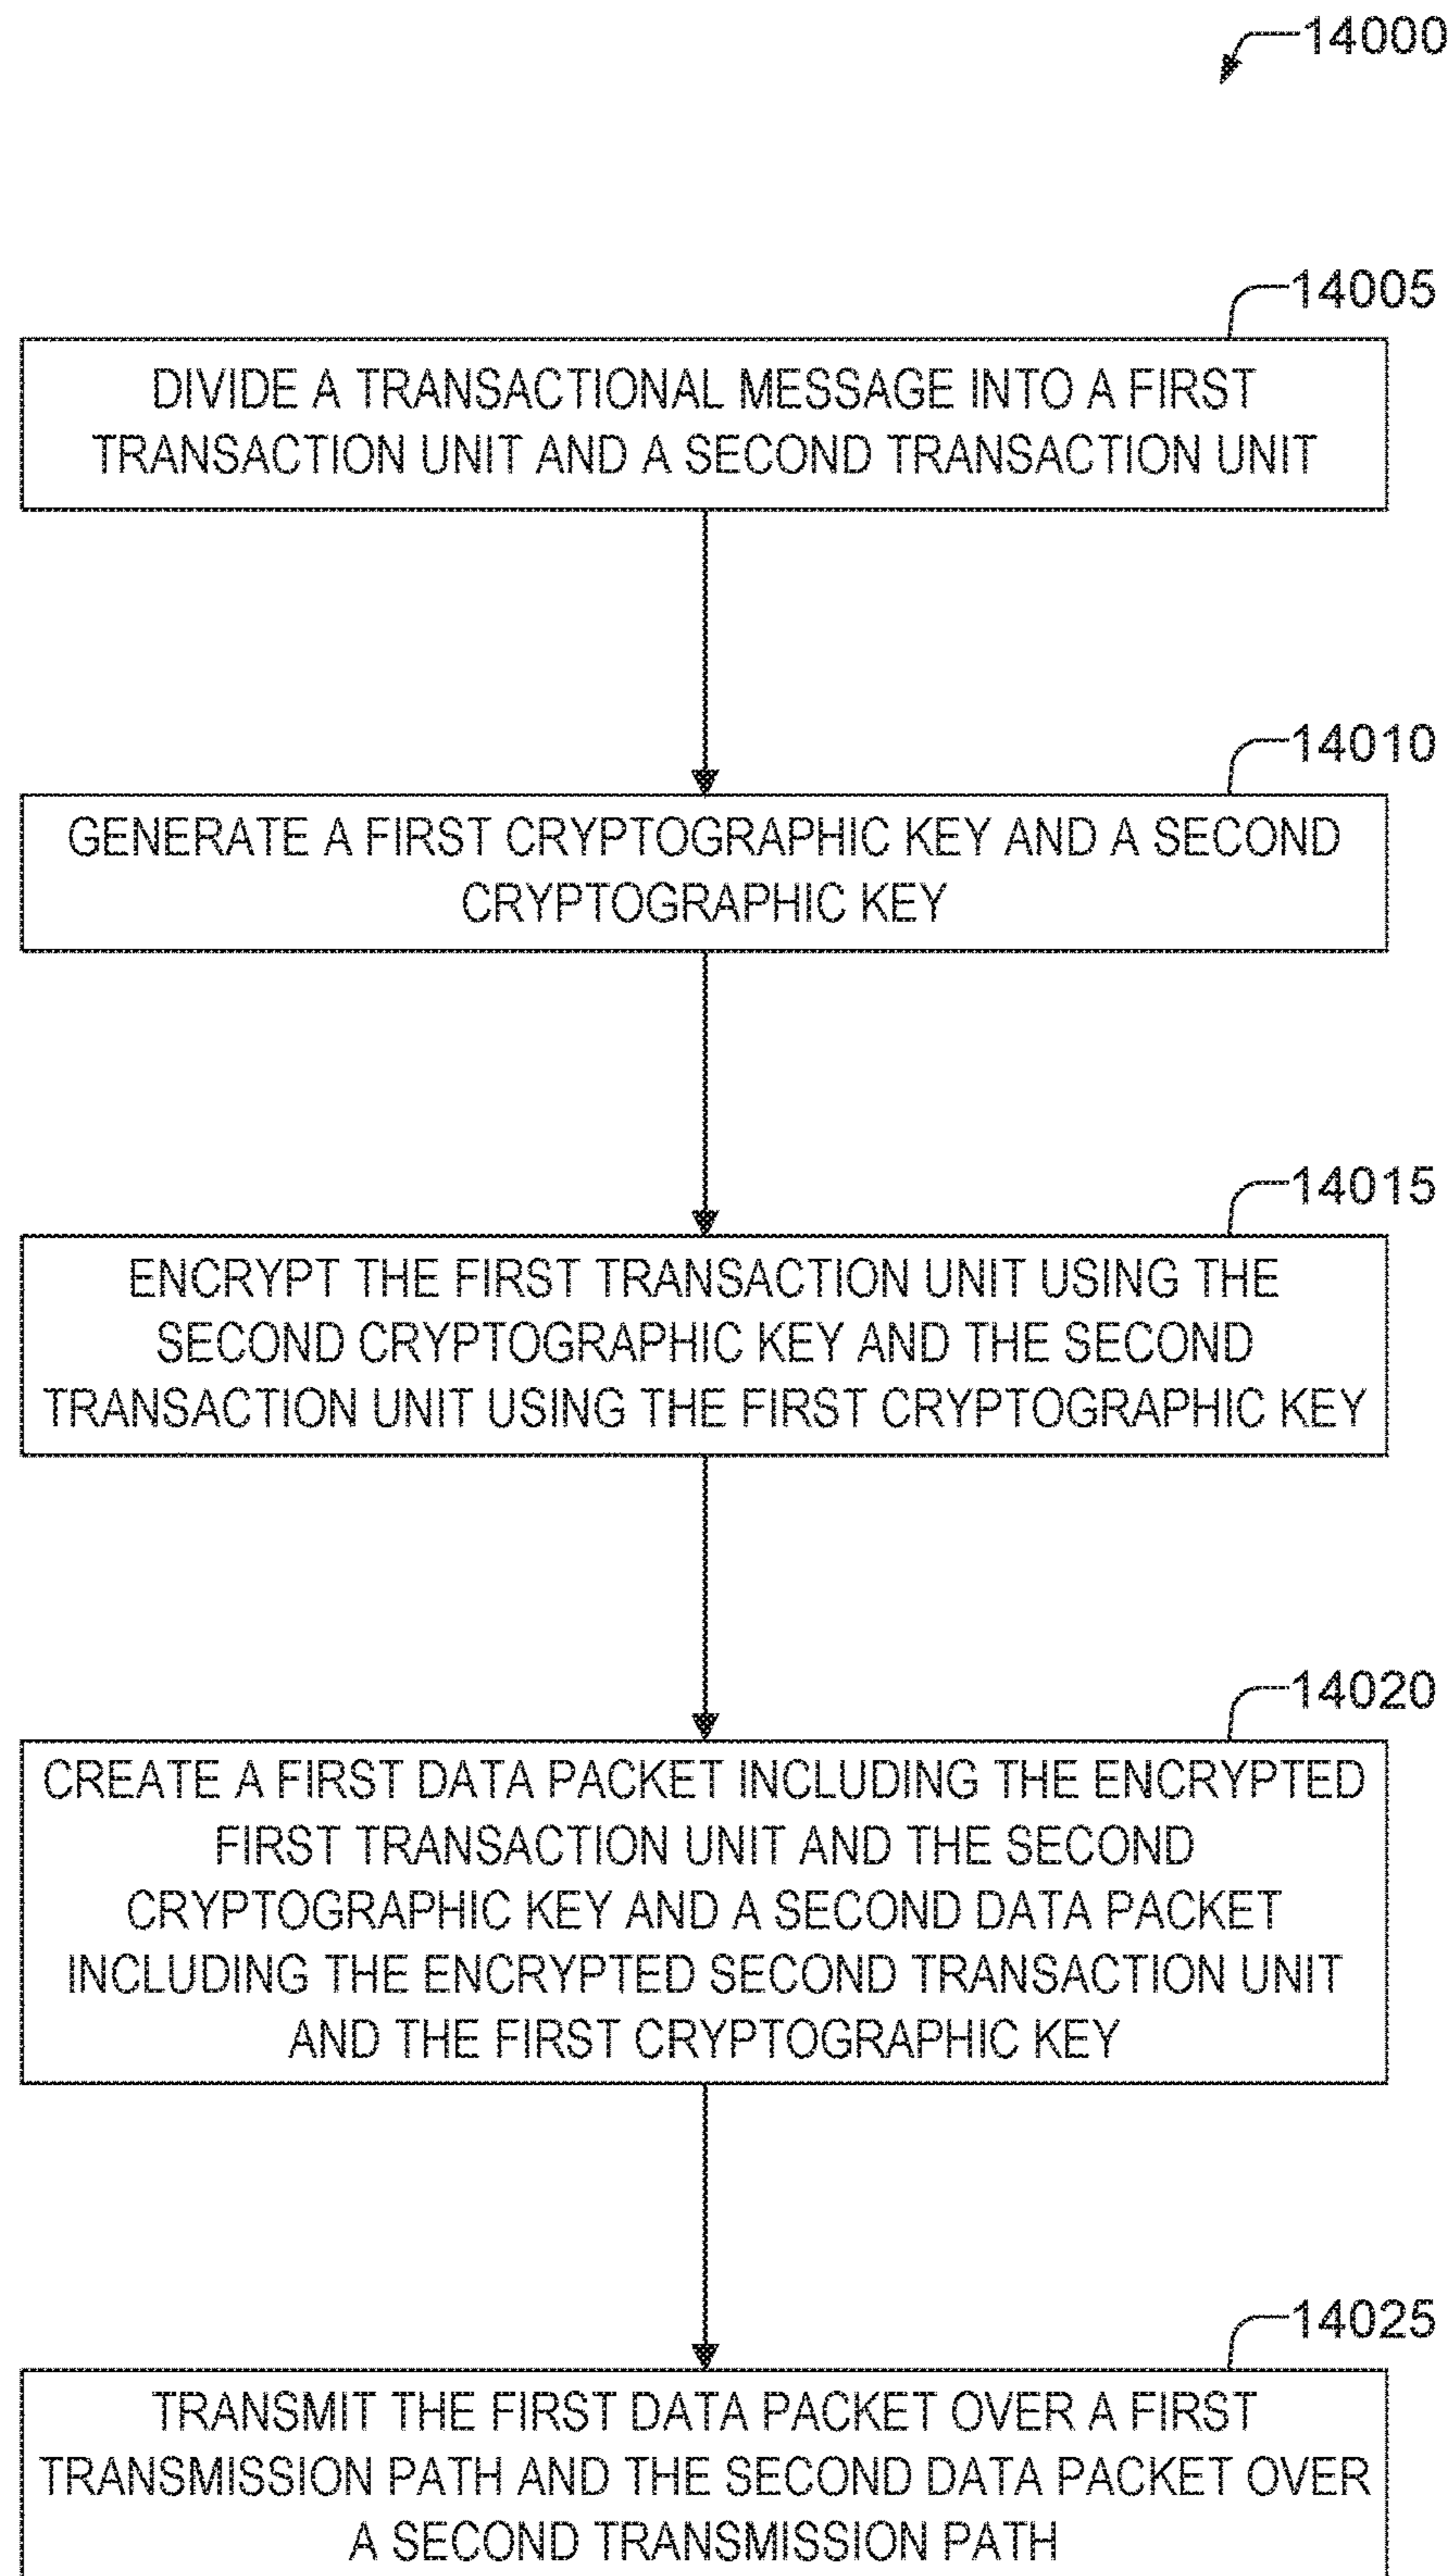 14000
14005
DIVIDE A TRANSACTIONAL MESSAGE INTO A FIRST
TRANSACTION UNIT AND A SECOND TRANSACTION UNIT
14010
GENERATE A FIRST CRYPTOGRAPHIC KEY AND A SECOND
CRYPTOGRAPHIC KEY
14015
ENCRYPT THE FIRST TRANSACTION UNIT USING THE
SECOND CRYPTOGRAPHIC KEY AND THE SECOND
TRANSACTION UNIT USING THE FIRST CRYPTOGRAPHIC KEY
14020
CREATE A FIRST DATA PACKET INCLUDING THE ENCRYPTED
FIRST TRANSACTION UNIT AND THE SECOND
CRYPTOGRAPHIC KEY AND A SECOND DATA PACKET
INCLUDING THE ENCRYPTED SECOND TRANSACTION UNIT
AND THE FIRST CRYPTOGRAPHIC KEY
14025
TRANSMIT THE FIRST DATA PACKET OVER A FIRST
TRANSMISSION PATH AND THE SECOND DATA PACKET OVER
A SECOND TRANSMISSION PATH